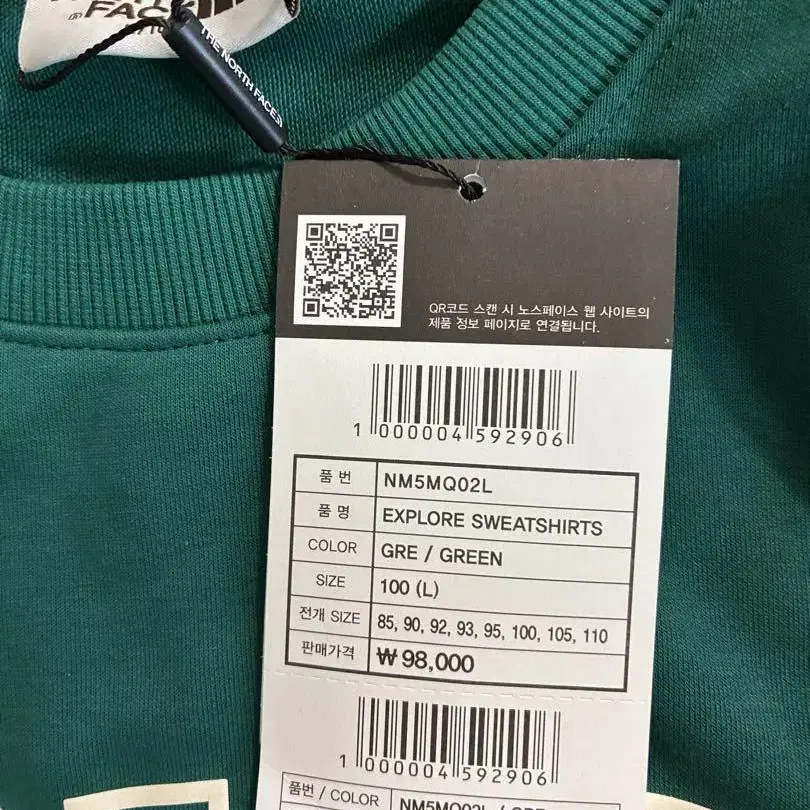 FACE
THE NORTH FACE
QR코드 스캔 시 노스페이스 웹 사이트의
제품 정보 페이지로 연결됩니다.
1 000004 592906
품 번 NM5MQ02L
품 명 EXPLORE SWEATSHIRTS
COLOR GRE / GREEN
SIZE 100 (L)
전개 SIZE 85, 90, 92, 93, 95, 100, 105, 110
판매가격 ₩ 98,000
1 000004 592906
품번 / COLOR NM5MQ02L / GRE